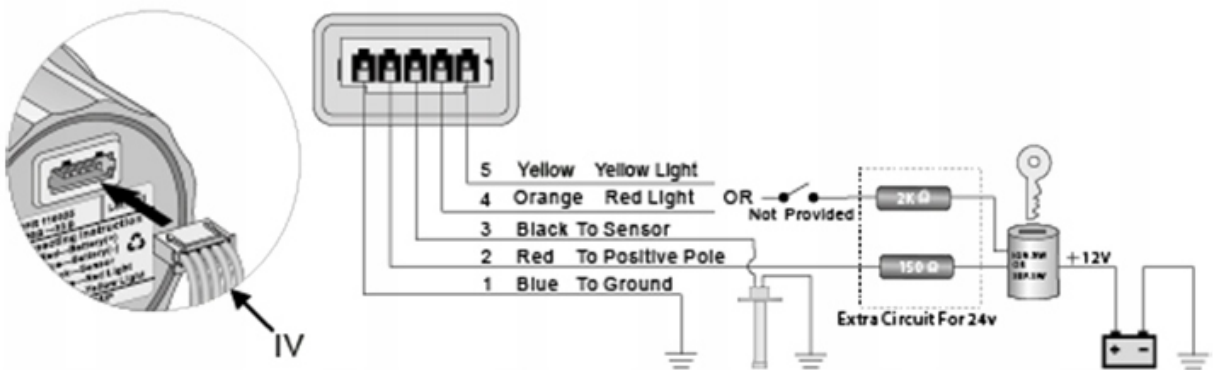 5 Yellow Yellow Light
4 Orange Red Light OR
Not Provided
3 Black To Sensor
2 Red To Positive Pole
1 Blue To Ground
2K Ω
150 Ω
Extra Circuit For 24v
+12V
+ -
IV